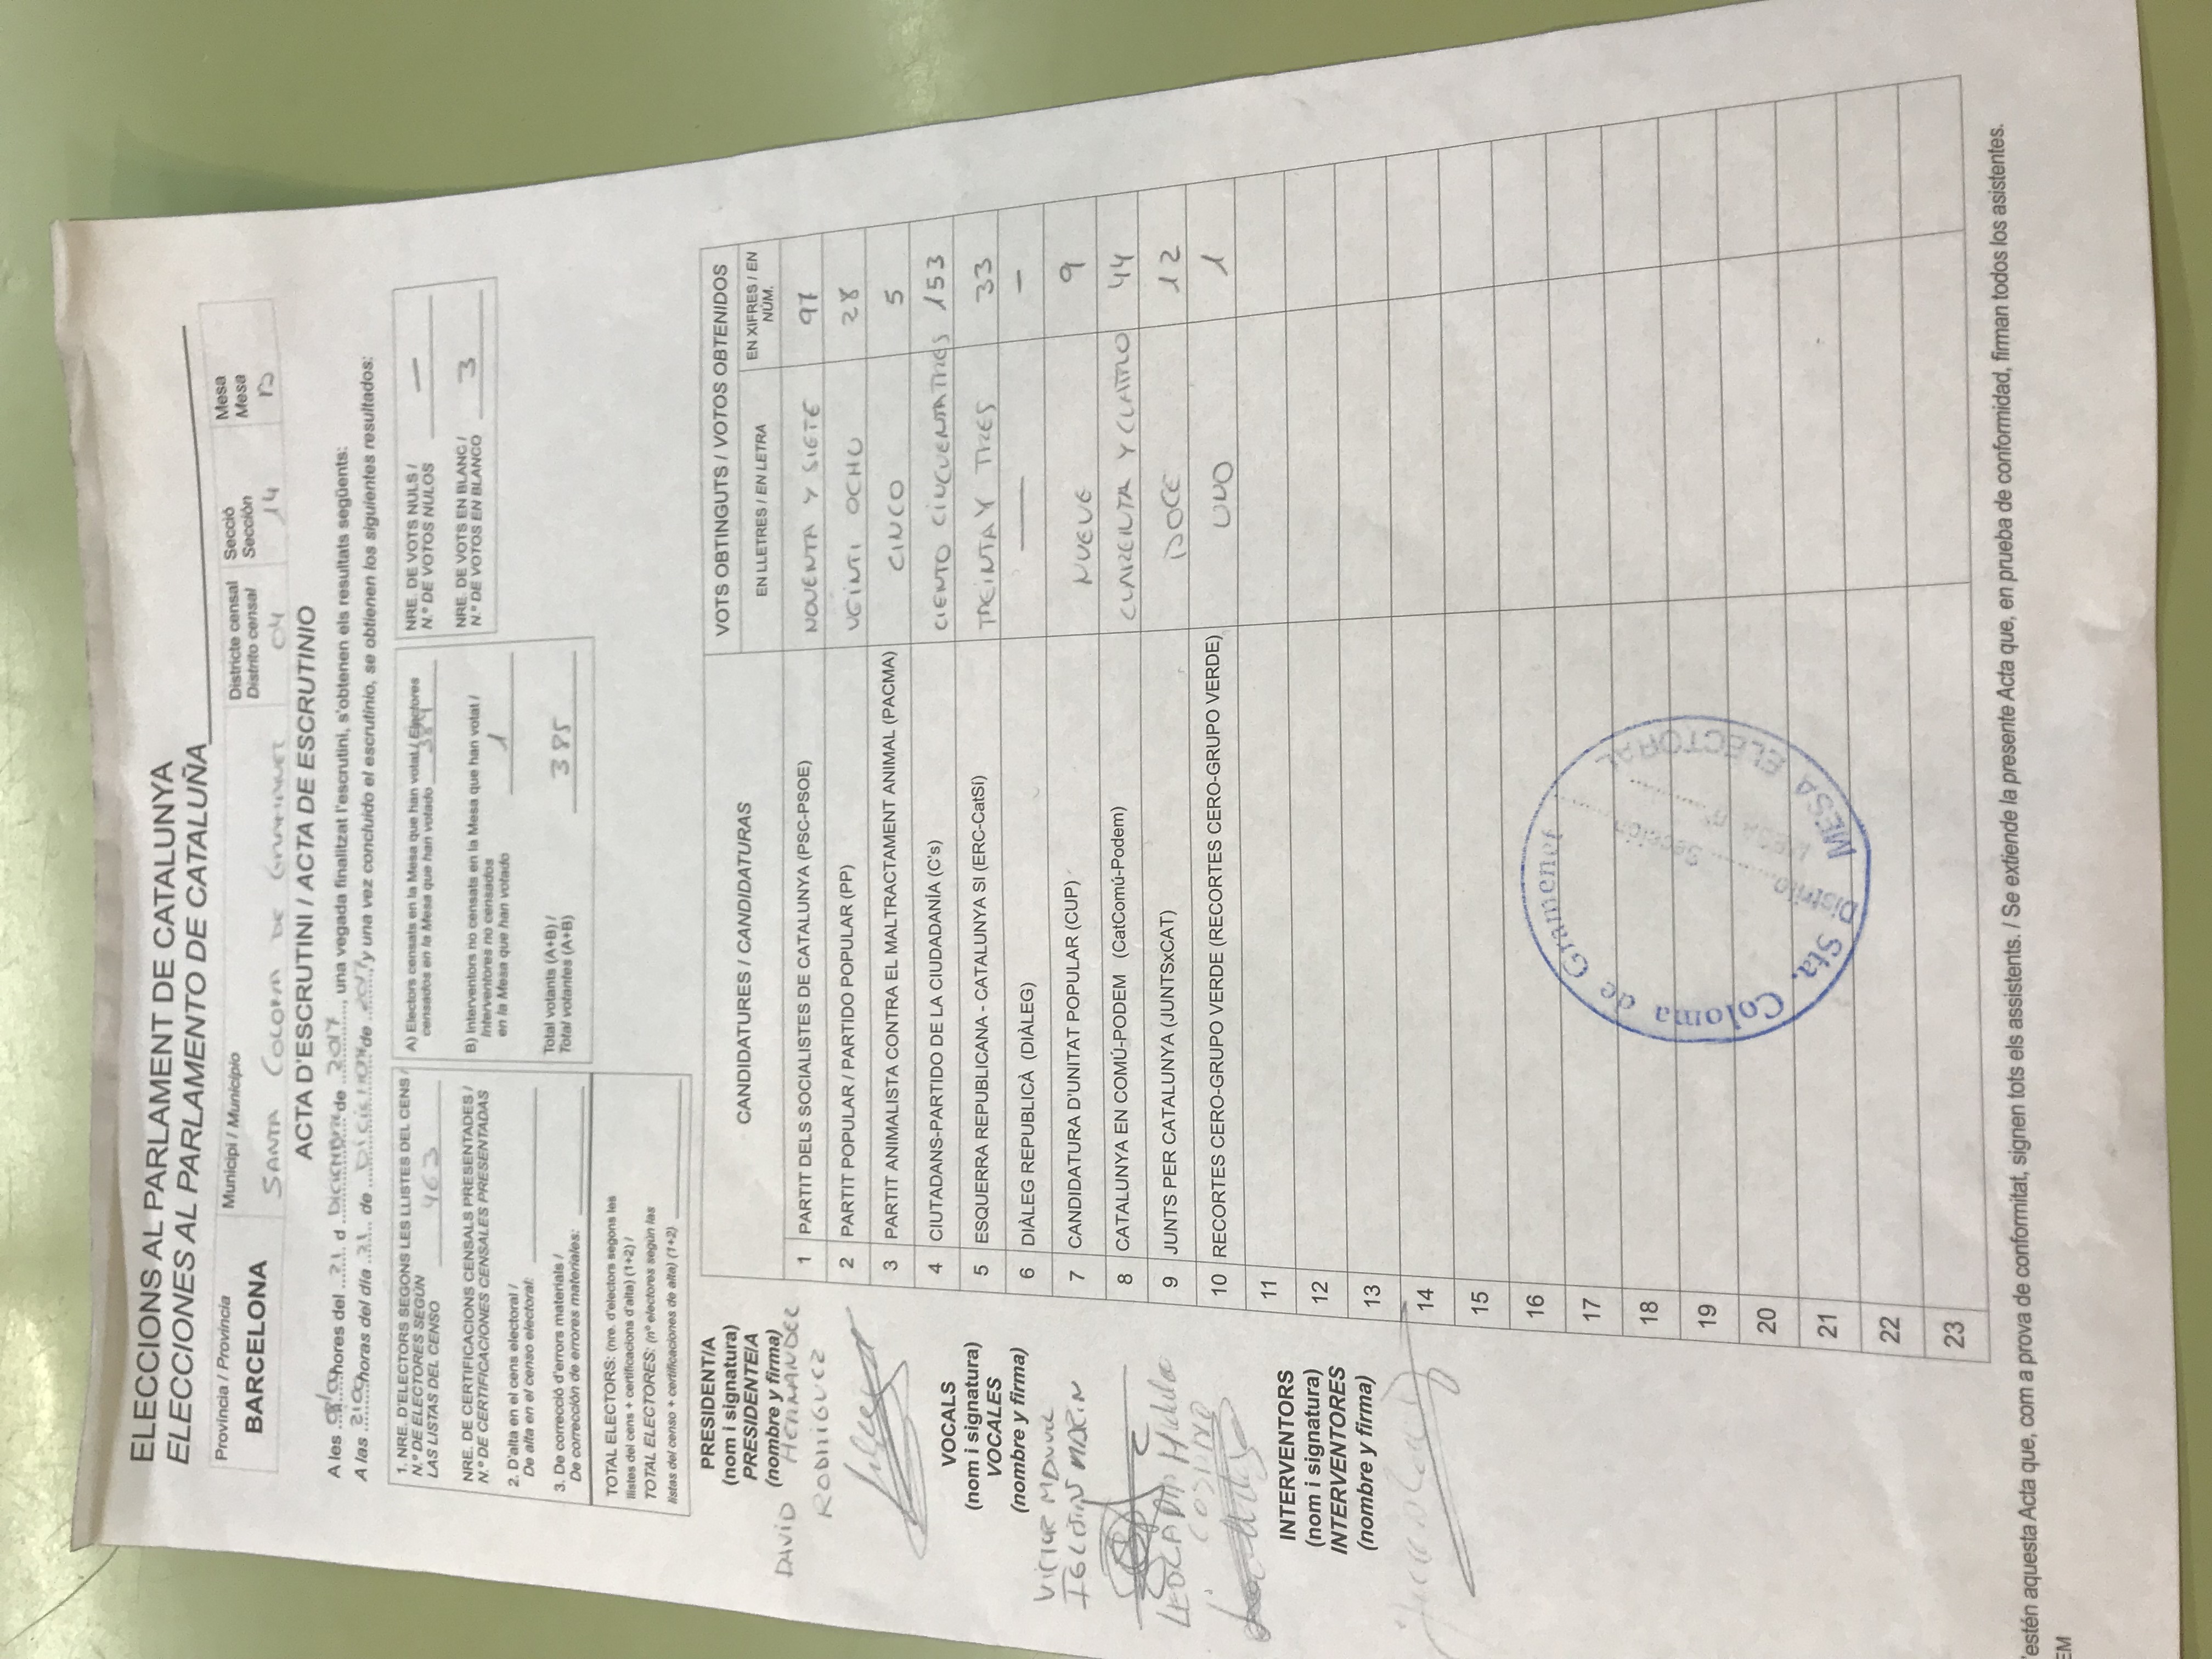 ELECCIONS AL PARLAMENT DE CATALUNYA
ELECCIONES AL PARLAMENTO DE CATALUÑA
Província / Provincia
BARCELONA
Municipi / Municipio
SANTA COLOMA DE GRAMANET
Districte censal
Distrito censal
04
Secció
Sección
14
Mesa
Mesa
B
ACTA D'ESCRUTINI / ACTA DE ESCRUTINIO
A les hores del 21 d DICIEMBRE de 2017, una vegada finalitzat l'escrutini, s'obtenen els resultats següents:
A las 21:00 horas del día 21 de DICIEMBRE de 2017, y una vez concluido el escrutinio, se obtienen los siguientes resultados:
1. NRE. D'ELECTORS SEGONS LES LLISTES DEL CENS /
N.º DE ELECTORES SEGÚN
LAS LISTAS DEL CENSO 463
NRE. DE CERTIFICACIONS CENSALS PRESENTADES /
N.º DE CERTIFICACIONES CENSALES PRESENTADAS
2. D'alta en el cens electoral /
De alta en el censo electoral:
3. De correcció d'errors materials /
De corrección de errores materiales:
TOTAL ELECTORS: (nre. d'electors segons les
llistes del cens + certificacions d'alta) (1+2) /
TOTAL ELECTORES: (nº electores según las
listas del censo + certificaciones de alta) (1+2)
A) Electors censats en la Mesa que han votat / Electores
censados en la Mesa que han votado 384
B) Interventors no censats en la Mesa que han votat /
Interventores no censados
en la Mesa que han votado 1
Total votants (A+B) /
Total votantes (A+B) 385
NRE. DE VOTS NULS /
N.º DE VOTOS NULOS —
NRE. DE VOTS EN BLANC /
N.º DE VOTOS EN BLANCO 3
PRESIDENT/A
(nom i signatura)
PRESIDENTE/A
(nombre y firma)
DAVID HERNANDEZ
RODRIGUEZ
VOCALS
(nom i signatura)
VOCALES
(nombre y firma)
VICTOR MANUEL
IGLESIAS MARIN
LEOCADIA Hidalgo
INTERVENTORS
(nom i signatura)
INTERVENTORES
(nombre y firma)
CANDIDATURES / CANDIDATURAS
VOTS OBTINGUTS / VOTOS OBTENIDOS
EN LLETRES / EN LETRA
EN XIFRES / EN NÚM.
1 PARTIT DELS SOCIALISTES DE CATALUNYA (PSC-PSOE) NOVENTA Y SIETE 97
2 PARTIT POPULAR / PARTIDO POPULAR (PP) VEINTI OCHO 28
3 PARTIT ANIMALISTA CONTRA EL MALTRACTAMENT ANIMAL (PACMA) CINCO 5
4 CIUTADANS-PARTIDO DE LA CIUDADANÍA (C's) CIENTO CINCUENTATRES 153
5 ESQUERRA REPUBLICANA - CATALUNYA SI (ERC-CatSí) TREINTA Y TRES 33
6 DIÀLEG REPUBLICÀ (DIÀLEG) — —
7 CANDIDATURA D'UNITAT POPULAR (CUP) NUEVE 9
8 CATALUNYA EN COMÚ-PODEM (CatComú-Podem) CUARENTA Y CUATRO 44
9 JUNTS PER CATALUNYA (JUNTSxCAT) DOCE 12
10 RECORTES CERO-GRUPO VERDE (RECORTES CERO-GRUPO VERDE) UNO 1
11
12
13
14
15
16
17
18
19
20
21
22
23
Sta. Coloma de Gramenet
Distrito........ Sección........
MESA nº........
MESA ELECTORAL
'estén aquesta Acta que, com a prova de conformitat, signen tots els assistents. / Se extiende la presente Acta que, en prueba de conformidad, firman todos los asistentes.
EM